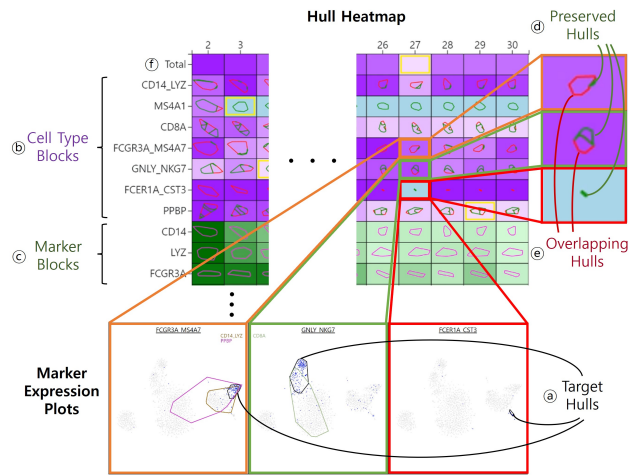 Hull Heatmap
ⓓ Preserved
Hulls
2 3 26 27 28 29 30
ⓕ Total
CD14_LYZ
MS4A1
CD8A
FCGR3A_MS4A7
GNLY_NKG7
FCER1A_CST3
PPBP
CD14
LYZ
FCGR3A
ⓑ Cell Type
Blocks
ⓒ Marker
Blocks
ⓔ Overlapping
Hulls
FCGR3A_MS4A7
CD14_LYZ
PPBP
GNLY_NKG7
CD8A
FCER1A_CST3
Marker
Expression
Plots
ⓐ Target
Hulls